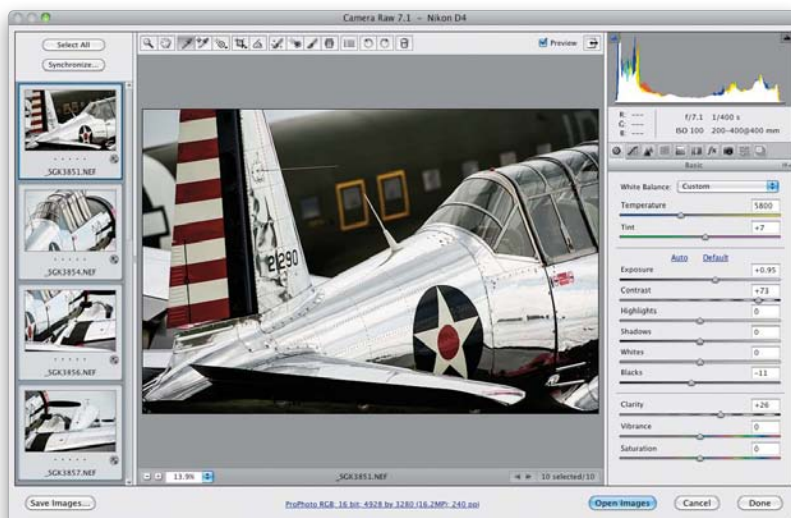 Camera Raw 7.1 – Nikon D4
Select All
Synchronize...
Preview
_SGK3851.NEF
_SGK3854.NEF
_SGK3856.NEF
_SGK3857.NEF
21290
R: ---
G: ---
B: ---
f/7.1 1/400 s
ISO 100 200-400@400 mm
Basic
White Balance: Custom
Temperature 5800
Tint +7
Auto Default
Exposure +0.95
Contrast +73
Highlights 0
Shadows 0
Whites 0
Blacks -11
Clarity +26
Vibrance 0
Saturation 0
13.9%
_SGK3851.NEF
10 selected/10
Save Images...
ProPhoto RGB; 16 bit; 4928 by 3280 (16.2MP); 240 ppi
Open Images
Cancel
Done